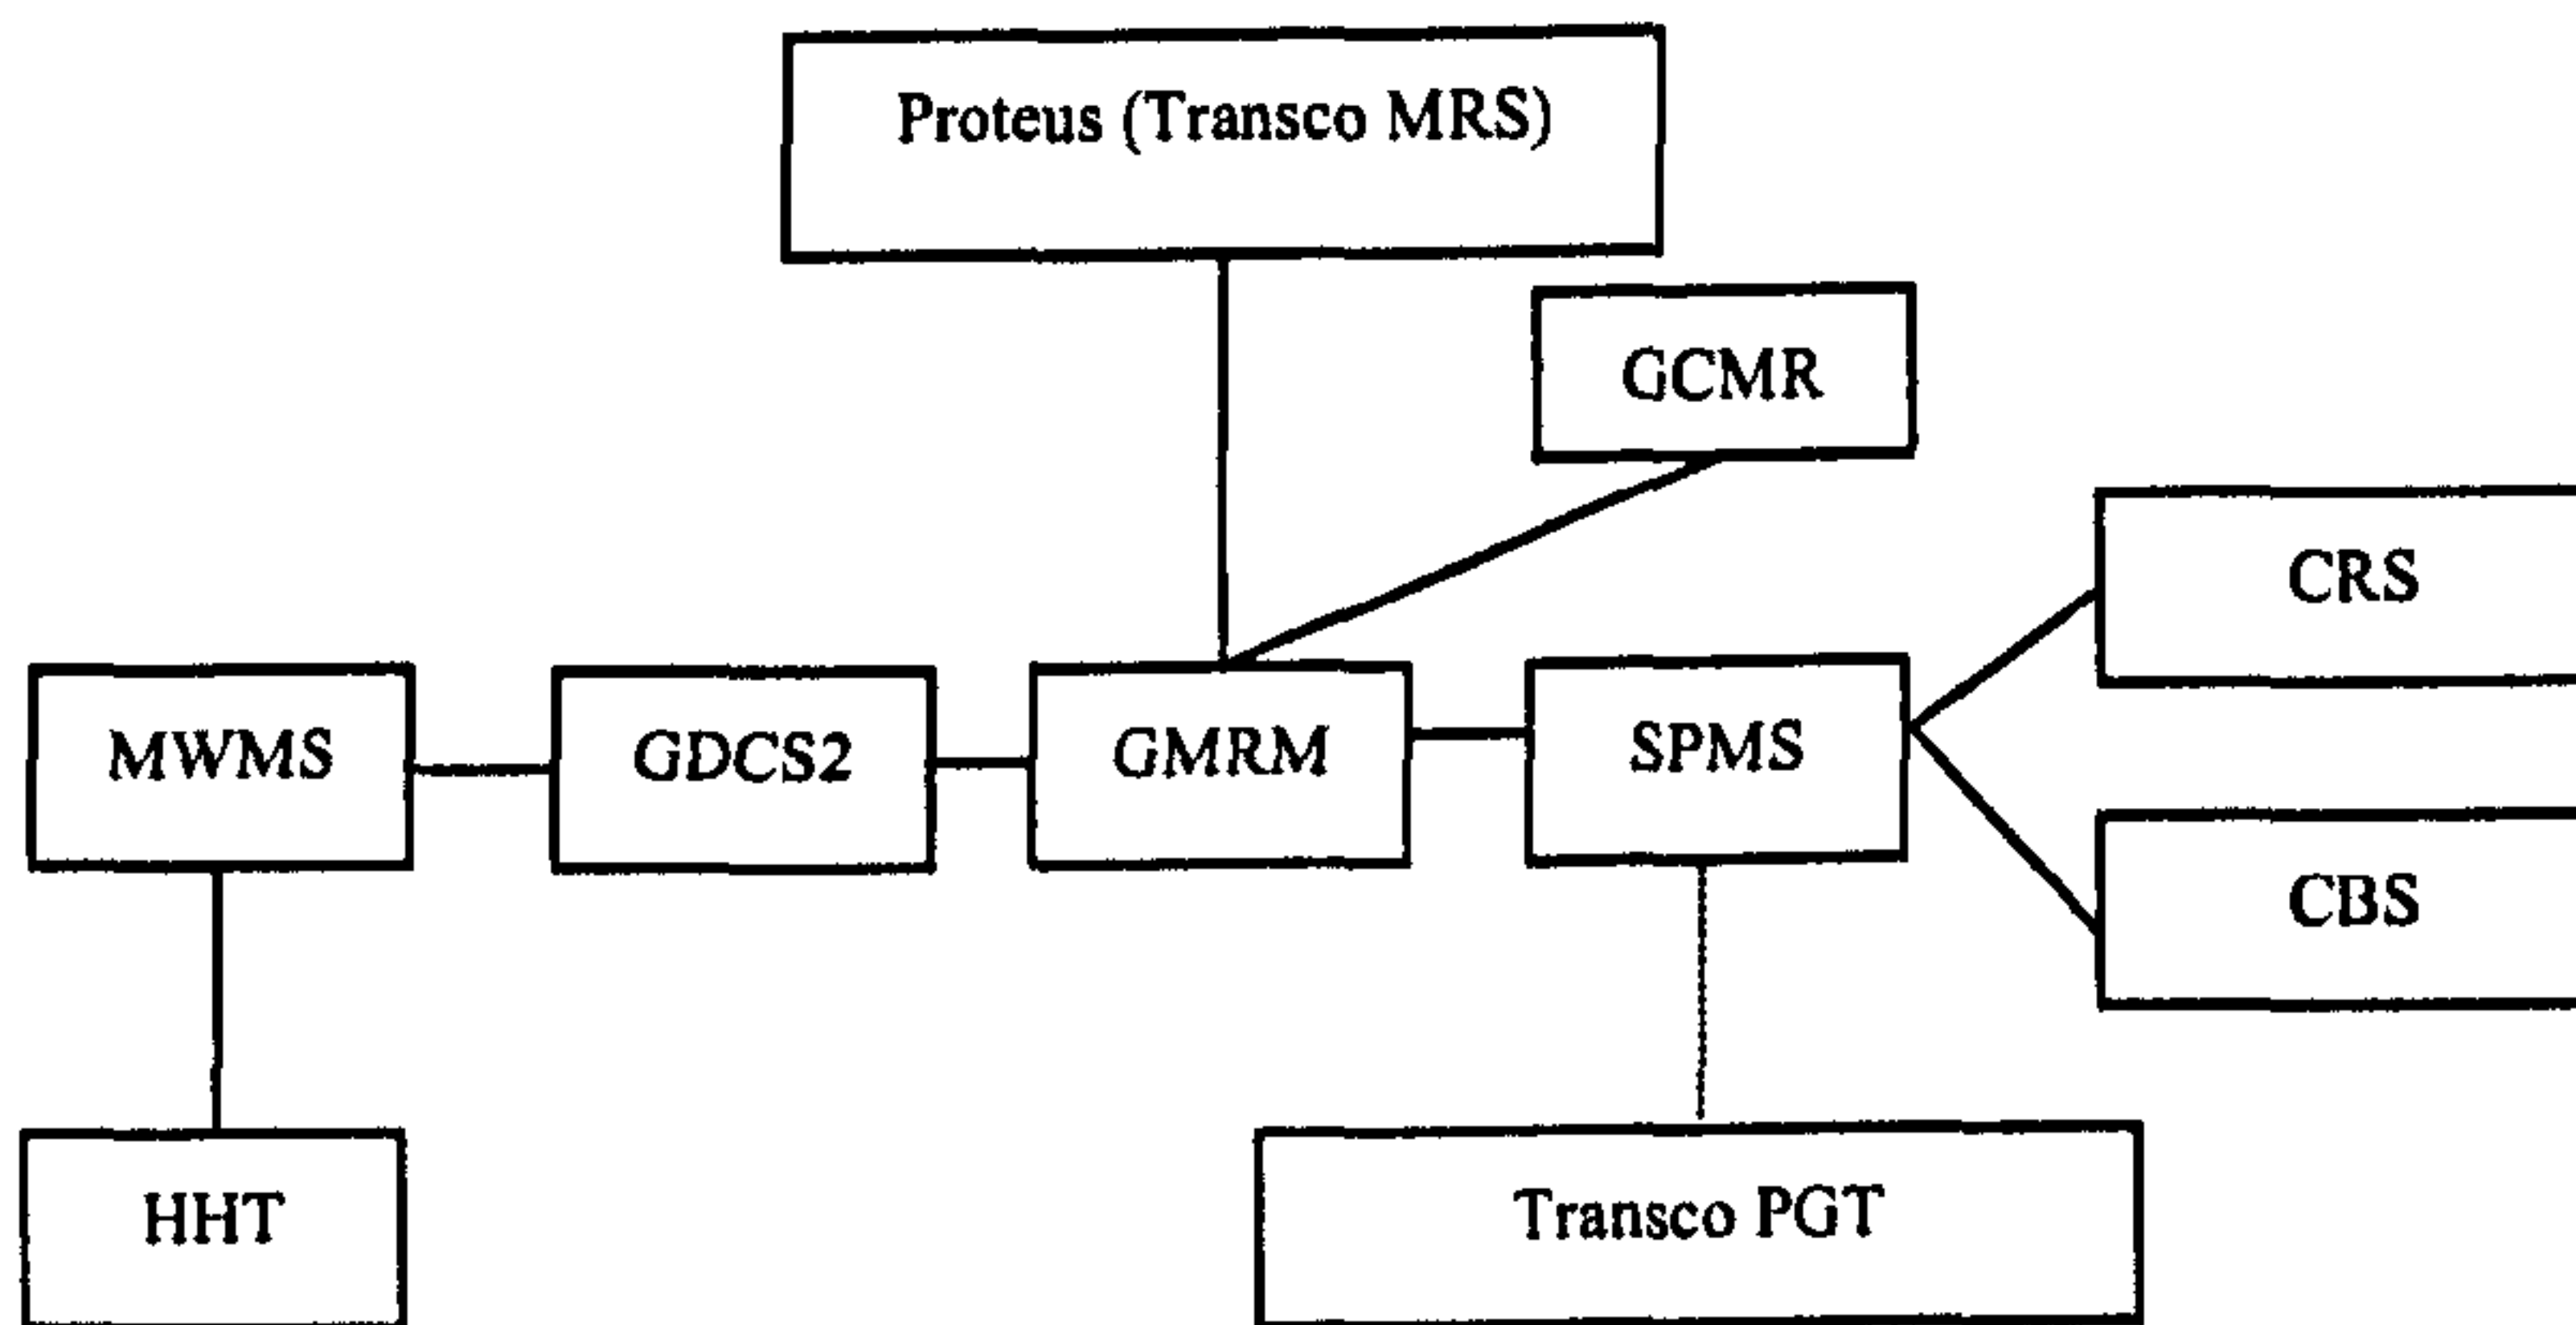 Proteus (Transco MRS)
GCMR
CRS
MWMS
GDCS2
GMRM
SPMS
CBS
HHT
Transco PGT